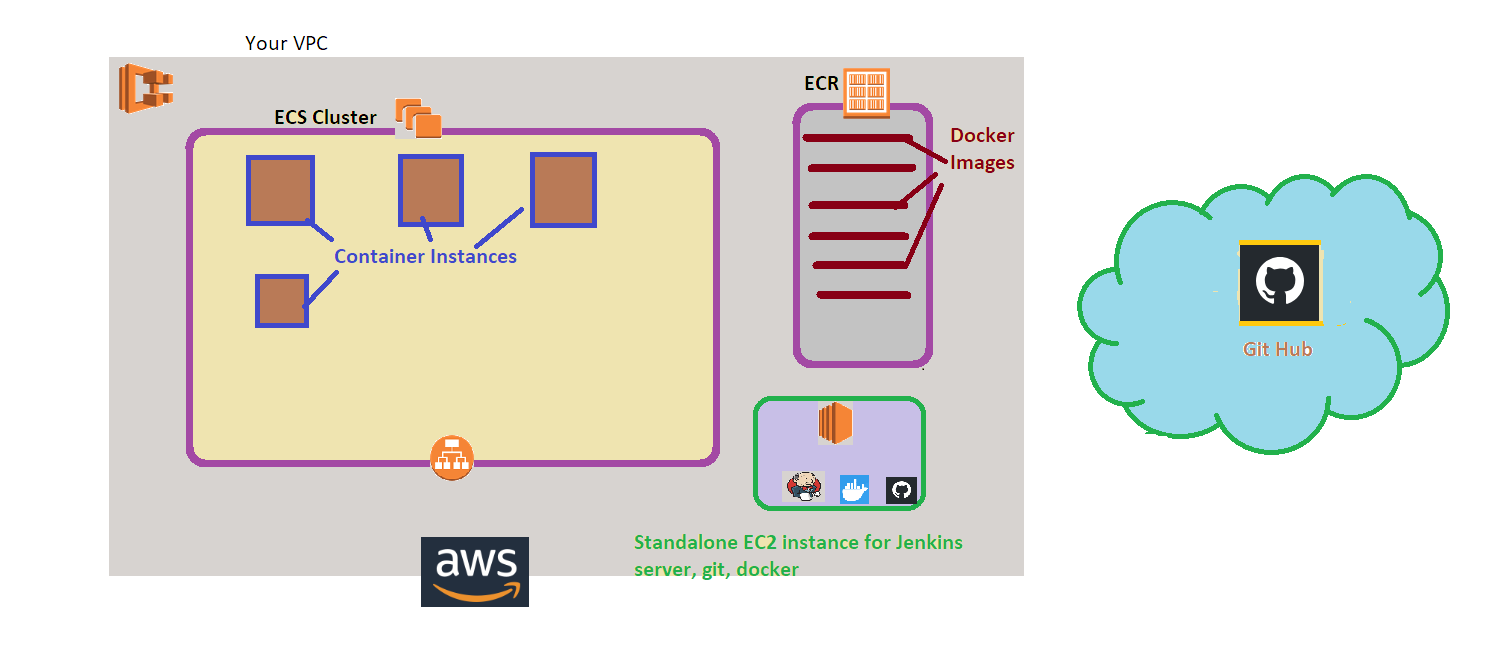 Your VPC
ECR
ECS Cluster
Docker
Images
Container Instances
Git Hub
Standalone EC2 instance for Jenkins
server, git, docker
aws